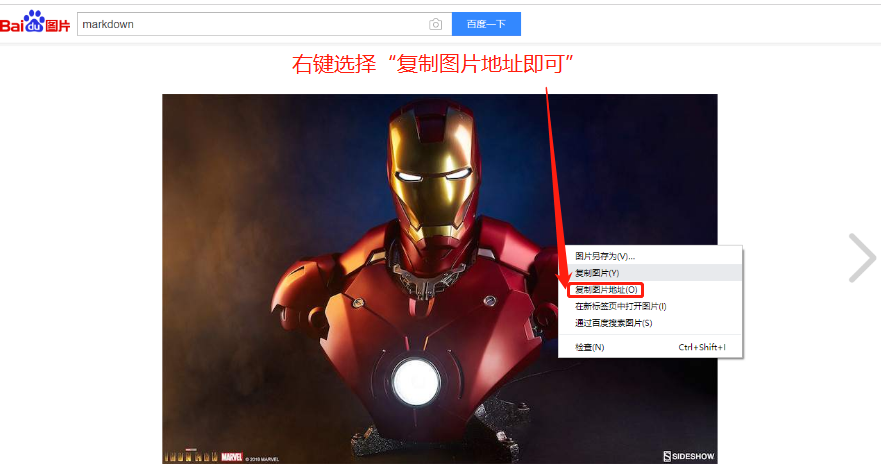 Bai du 图片
markdown
百度一下
右键选择“复制图片地址即可”
图片另存为(V)...
复制图片(Y)
复制图片地址(O)
在新标签页中打开图片(I)
通过百度搜索图片(S)
检查(N) Ctrl+Shift+I
IRON MAN MARVEL © 2016 MARVEL
SIDESHOW